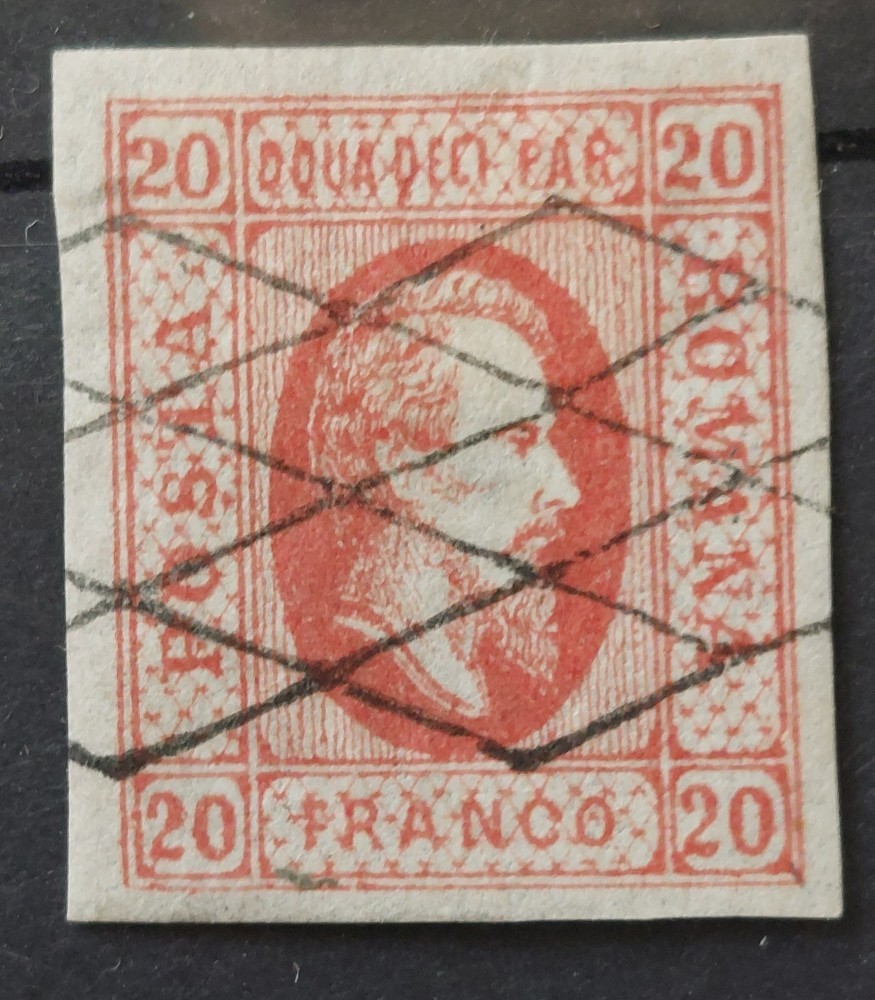 20 DOUA·DECI·PAR· 20
POSTA
ROMANA
20 FRANCO 20